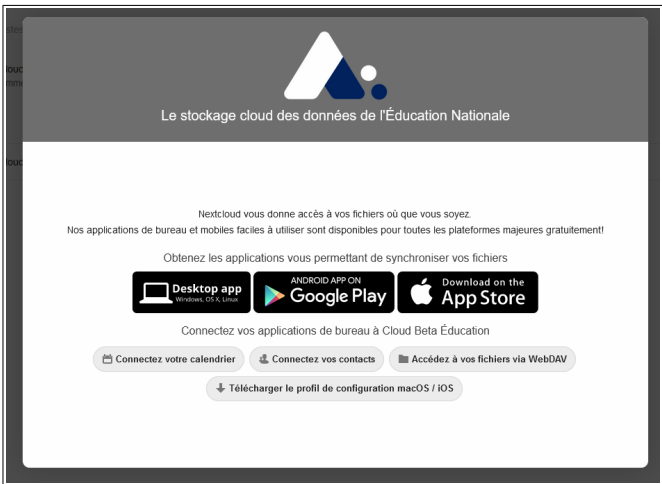 Le stockage cloud des données de l'Éducation Nationale
Nextcloud vous donne accès à vos fichiers où que vous soyez.
Nos applications de bureau et mobiles faciles à utiliser sont disponibles pour toutes les plateformes majeures gratuitement!
Obtenez les applications vous permettant de synchroniser vos fichiers
Desktop app
Windows, OS X, Linux
ANDROID APP ON
Google Play
Download on the
App Store
Connectez vos applications de bureau à Cloud Beta Éducation
Connectez votre calendrier
Connectez vos contacts
Accédez à vos fichiers via WebDAV
Télécharger le profil de configuration macOS / iOS